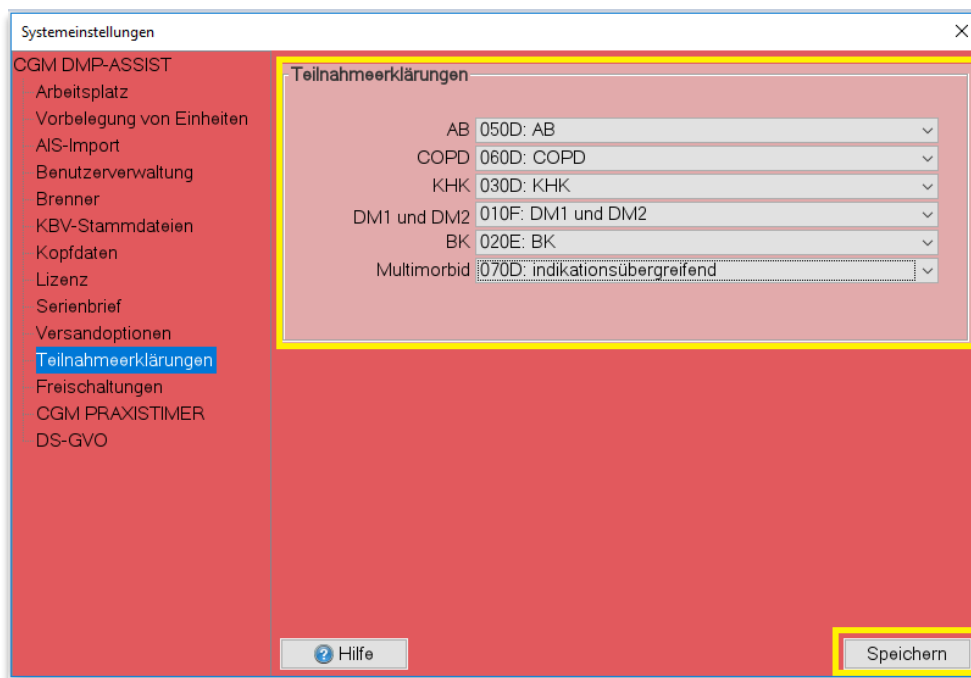 Systemeinstellungen
CGM DMP-ASSIST
Arbeitsplatz
Vorbelegung von Einheiten
AIS-Import
Benutzerverwaltung
Brenner
KBV-Stammdateien
Kopfdaten
Lizenz
Serienbrief
Versandoptionen
Teilnahmeerklärungen
Freischaltungen
CGM PRAXISTIMER
DS-GVO
Teilnahmeerklärungen
AB 050D: AB
COPD 060D: COPD
KHK 030D: KHK
DM1 und DM2 010F: DM1 und DM2
BK 020E: BK
Multimorbid 070D: indikationsübergreifend
Hilfe
Speichern